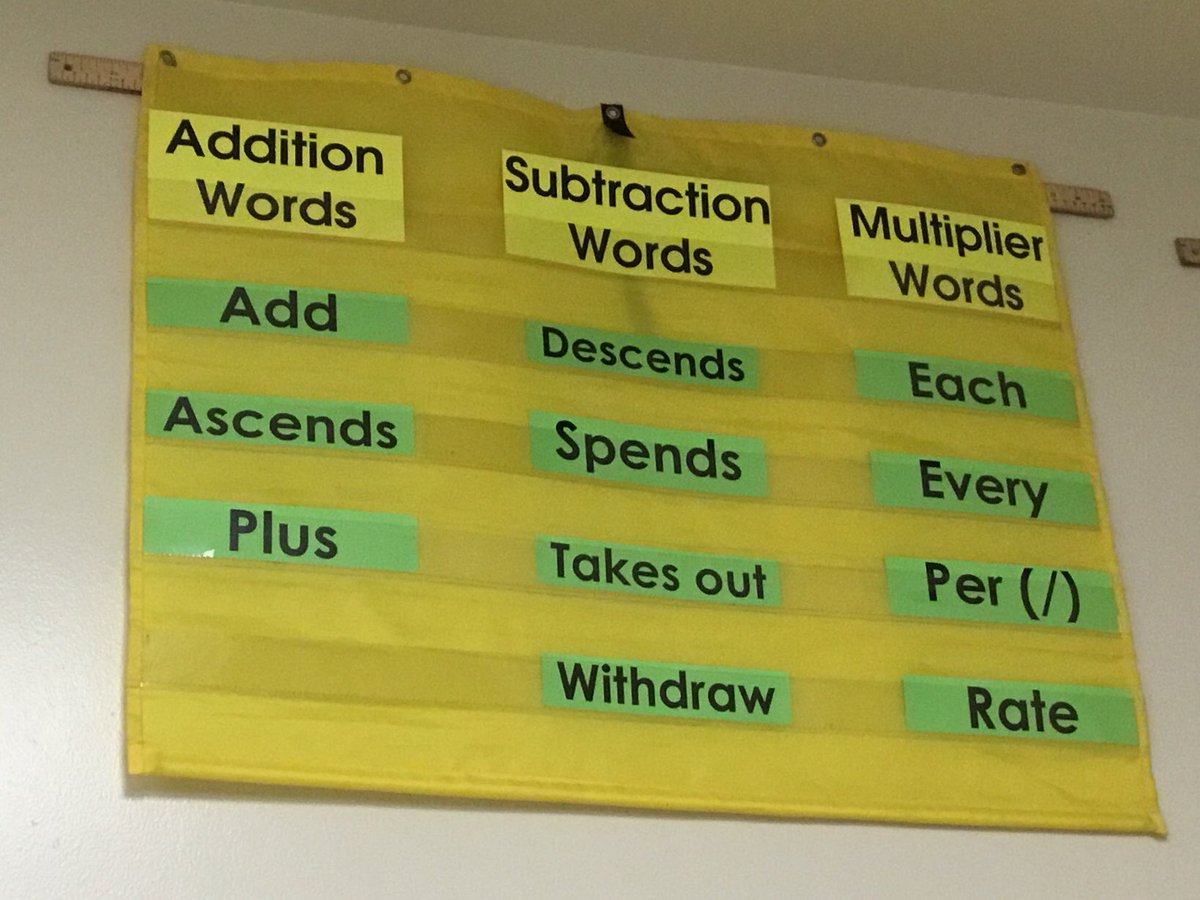 Addition
Words
Add
Ascends
Plus
Subtraction
Words
Descends
Spends
Takes out
Withdraw
Multiplier
Words
Each
Every
Per (/)
Rate